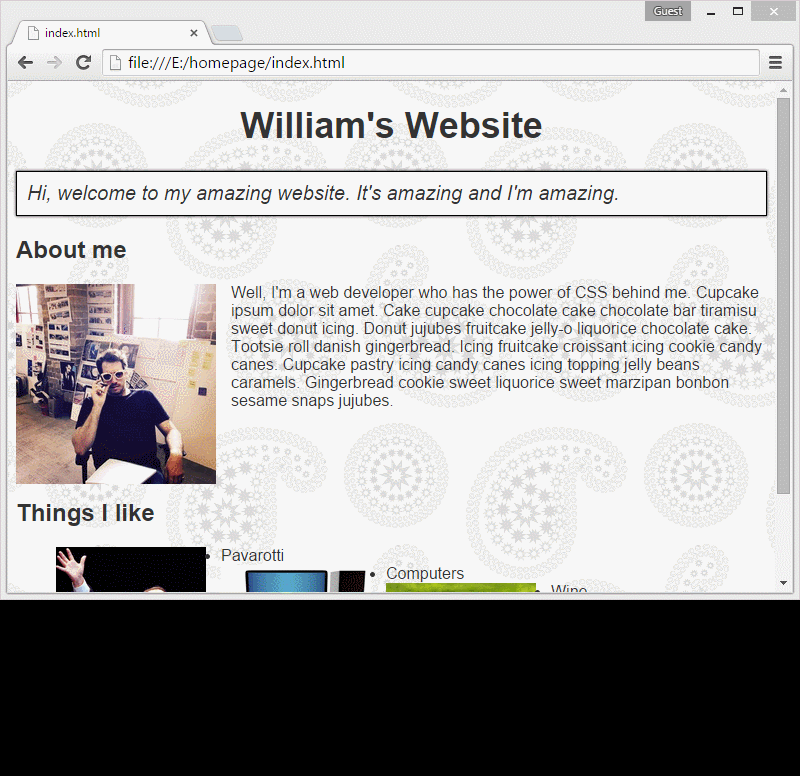 Guest
index.html
file:///E:/homepage/index.html
William's Website
Hi, welcome to my amazing website. It's amazing and I'm amazing.
About me
Well, I'm a web developer who has the power of CSS behind me. Cupcake
ipsum dolor sit amet. Cake cupcake chocolate cake chocolate bar tiramisu
sweet donut icing. Donut jujubes fruitcake jelly-o liquorice chocolate cake.
Tootsie roll danish gingerbread. Icing fruitcake croissant icing cookie candy
canes. Cupcake pastry icing candy canes icing topping jelly beans
caramels. Gingerbread cookie sweet liquorice sweet marzipan bonbon
sesame snaps jujubes.
Things I like
Pavarotti
Computers
Wine